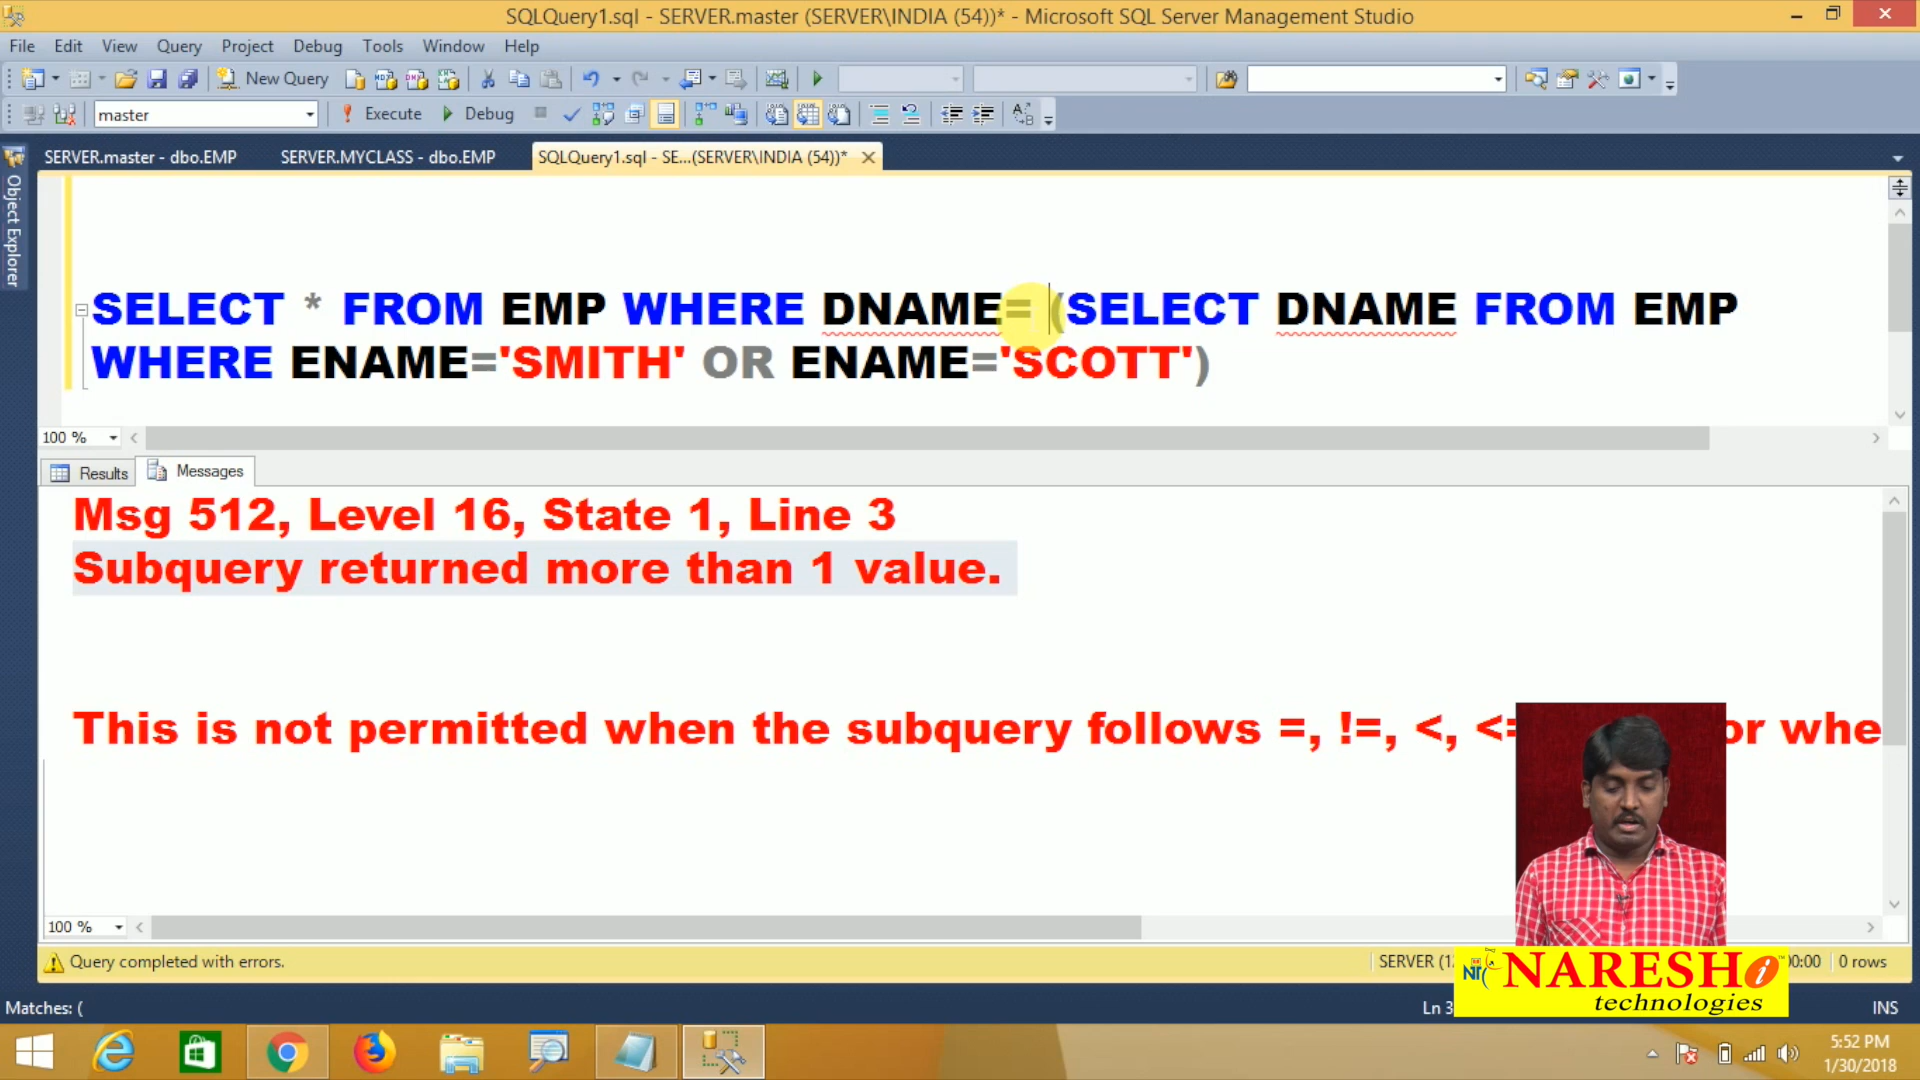 SQLQuery1.sql - SERVER.master (SERVER\INDIA (54))* - Microsoft SQL Server Management Studio
File Edit View Query Project Debug Tools Window Help
New Query
master Execute Debug
SERVER.master - dbo.EMP SERVER.MYCLASS - dbo.EMP SQLQuery1.sql - SE...(SERVER\INDIA (54))*
Object Explorer
SELECT * FROM EMP WHERE DNAME= (SELECT DNAME FROM EMP
WHERE ENAME='SMITH' OR ENAME='SCOTT')
100 %
Results Messages
Msg 512, Level 16, State 1, Line 3
Subquery returned more than 1 value.
This is not permitted when the subquery follows =, !=, <, <= or whe
100 %
Query completed with errors. SERVER (1 00:00 0 rows
NARESH i
technologies
Matches: ( Ln 3 INS
5:52 PM
1/30/2018